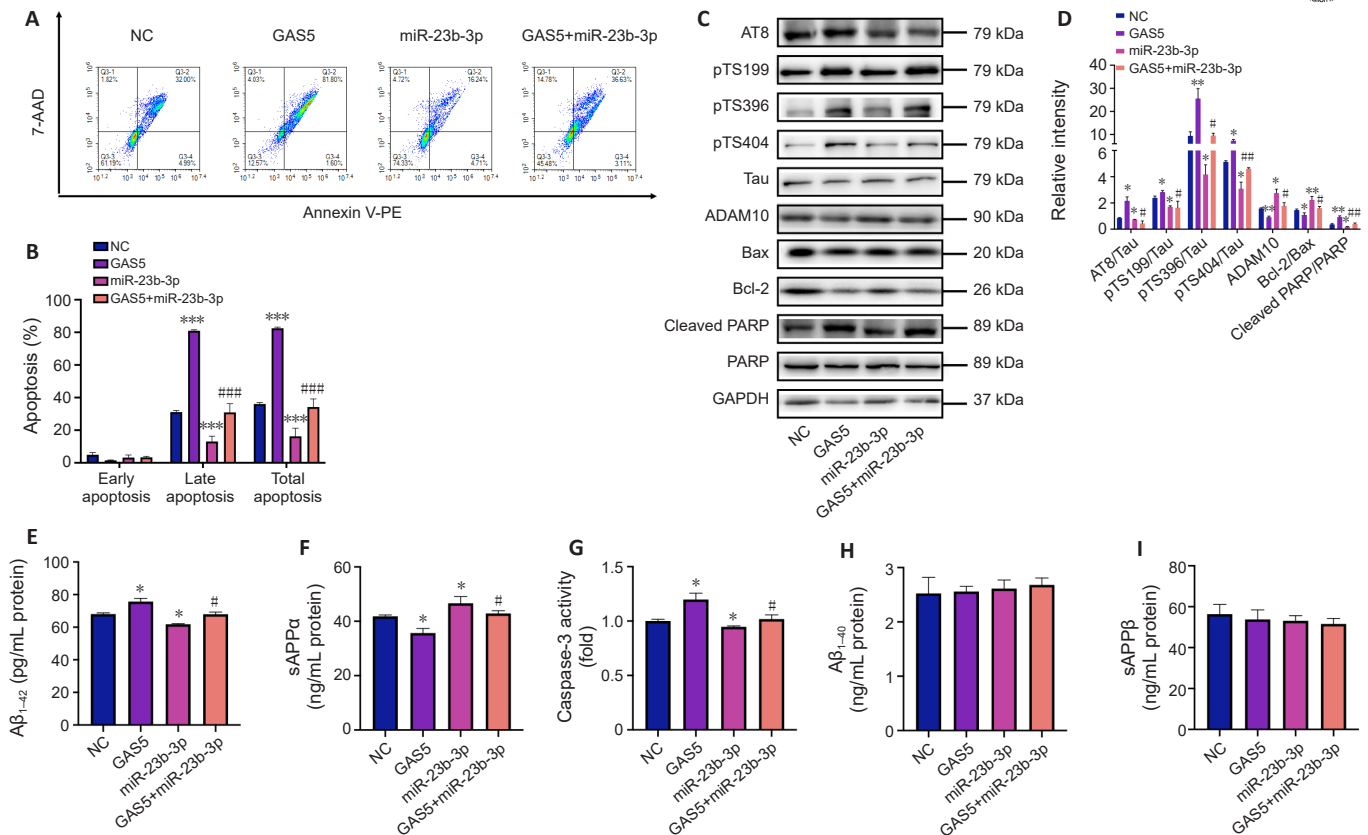 A
NC
GAS5
miR-23b-3p
GAS5+miR-23b-3p
7-AAD
Q3-1
1.82%
Q3-2
32.00%
Q3-3
61.19%
Q3-4
4.99%
Q3-1
4.03%
Q3-2
81.80%
Q3-3
12.57%
Q3-4
1.60%
Q3-1
4.72%
Q3-2
16.24%
Q3-3
74.33%
Q3-4
4.71%
Q3-1
14.78%
Q3-2
36.63%
Q3-3
45.48%
Q3-4
3.11%
Annexin V-PE
B
NC
GAS5
miR-23b-3p
GAS5+miR-23b-3p
Apoptosis (%)
100
80
60
40
20
0
***
***
###
***
***
###
Early apoptosis
Late apoptosis
Total apoptosis
C
AT8 79 kDa
pTS199 79 kDa
pTS396 79 kDa
pTS404 79 kDa
Tau 79 kDa
ADAM10 90 kDa
Bax 20 kDa
Bcl-2 26 kDa
Cleaved PARP 89 kDa
PARP 89 kDa
GAPDH 37 kDa
NC
GAS5
miR-23b-3p
GAS5+miR-23b-3p
D
NC
GAS5
miR-23b-3p
GAS5+miR-23b-3p
Relative intensity
40
30
20
10
6
4
2
0
AT8/Tau
pTS199/Tau
pTS396/Tau
pTS404/Tau
ADAM10
Bcl-2/Bax
Cleaved PARP/PARP
E
Aβ1–42 (pg/mL protein)
100
80
60
40
20
0
*
*
#
NC
GAS5
miR-23b-3p
GAS5+miR-23b-3p
F
sAPPα
(ng/mL protein)
60
40
20
0
*
*
#
NC
GAS5
miR-23b-3p
GAS5+miR-23b-3p
G
Caspase-3 activity
(fold)
1.5
1.0
0.5
0.0
*
*
#
NC
GAS5
miR-23b-3p
GAS5+miR-23b-3p
H
Aβ1–40
(ng/mL protein)
3
2
1
0
NC
GAS5
miR-23b-3p
GAS5+miR-23b-3p
I
sAPPβ
(ng/mL protein)
80
60
40
20
0
NC
GAS5
miR-23b-3p
GAS5+miR-23b-3p